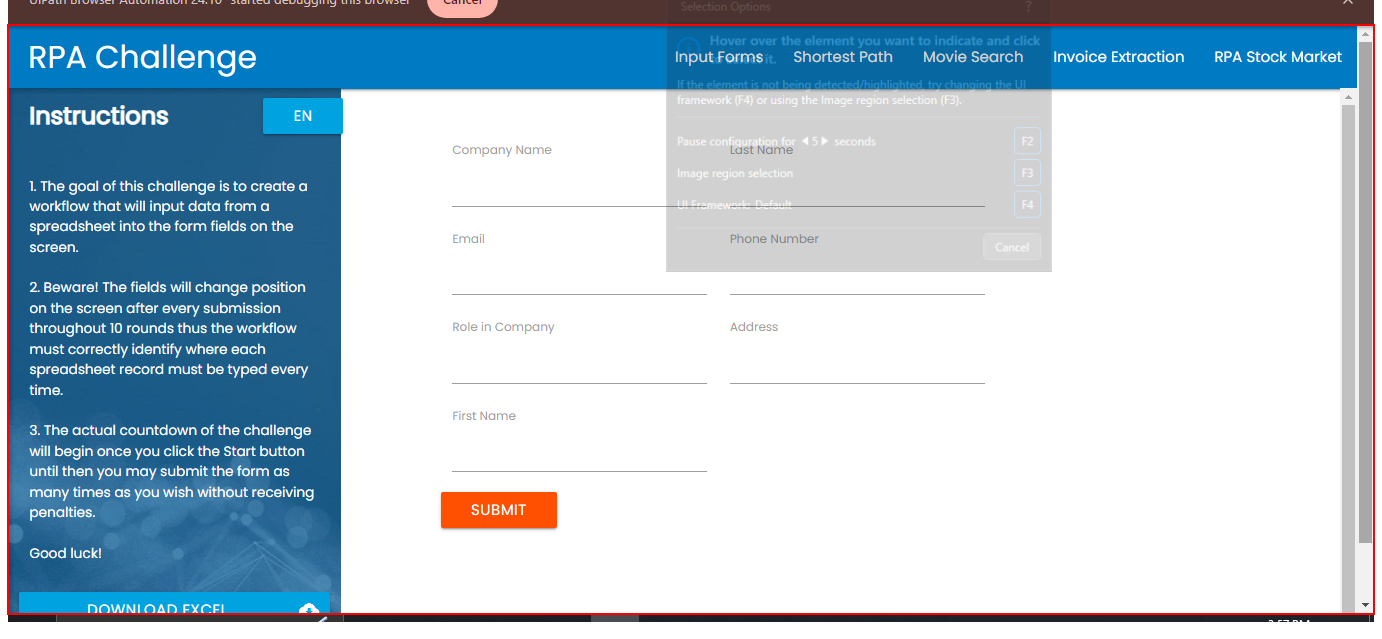 UiPath Browser Automation 24.10" started debugging this browser
Cancel
Selection Options
?
RPA Challenge
Input Forms
Shortest Path
Movie Search
Invoice Extraction
RPA Stock Market
Hover over the element you want to indicate and click
it.
If the element is not being detected/highlighted, try changing the UI
framework (F4) or using the Image region selection (F3).
Pause configuration for 5 seconds
F2
Image region selection
F3
UI Framework: Default
F4
Cancel
Instructions
EN
1. The goal of this challenge is to create a
workflow that will input data from a
spreadsheet into the form fields on the
screen.
2. Beware! The fields will change position
on the screen after every submission
throughout 10 rounds thus the workflow
must correctly identify where each
spreadsheet record must be typed every
time.
3. The actual countdown of the challenge
will begin once you click the Start button
until then you may submit the form as
many times as you wish without receiving
penalties.
Good luck!
DOWNLOAD EXCEL
Company Name
Last Name
Email
Phone Number
Role in Company
Address
First Name
SUBMIT
3:57 PM